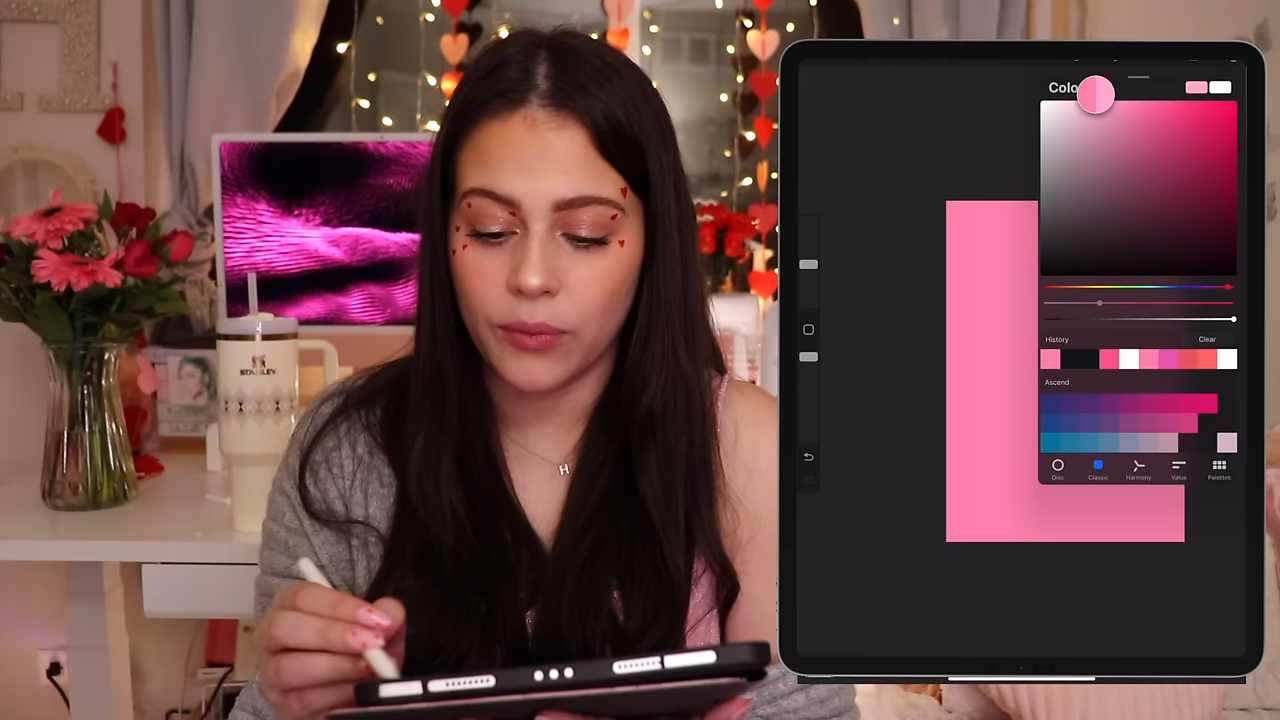 Colo
History
Clear
Ascend
Disc
Classic
Harmony
Value
Palettes
STANLEY
H